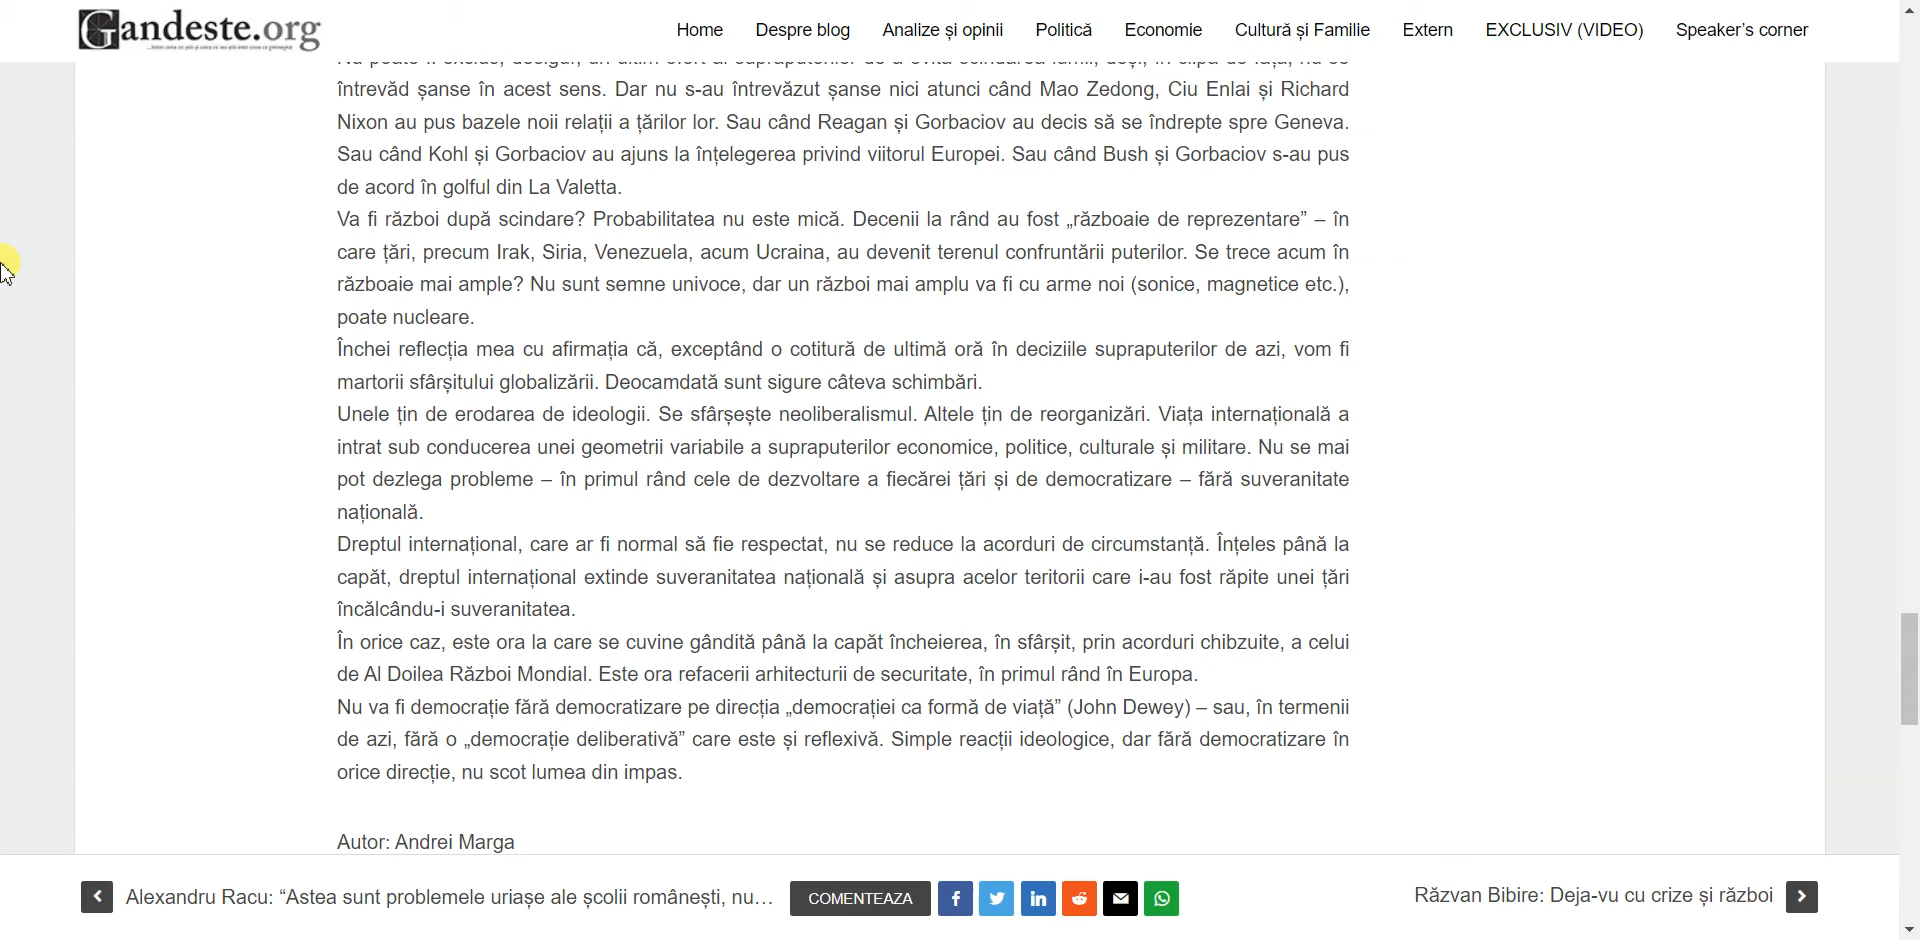 Gandeste.org
Home Despre blog Analize și opinii Politică Economie Cultură și Familie Extern EXCLUSIV (VIDEO) Speaker's corner
întrevăd șanse în acest sens. Dar nu s-au întrevăzut șanse nici atunci când Mao Zedong, Ciu Enlai și Richard
Nixon au pus bazele noii relații a țărilor lor. Sau când Reagan și Gorbaciov au decis să se îndrepte spre Geneva.
Sau când Kohl și Gorbaciov au ajuns la înțelegerea privind viitorul Europei. Sau când Bush și Gorbaciov s-au pus
de acord în golful din La Valetta.
Va fi război după scindare? Probabilitatea nu este mică. Decenii la rând au fost „războaie de reprezentare” – în
care țări, precum Irak, Siria, Venezuela, acum Ucraina, au devenit terenul confruntării puterilor. Se trece acum în
războaie mai ample? Nu sunt semne univoce, dar un război mai amplu va fi cu arme noi (sonice, magnetice etc.),
poate nucleare.
Închei reflecția mea cu afirmația că, exceptând o cotitură de ultimă oră în deciziile supraputerilor de azi, vom fi
martorii sfârșitului globalizării. Deocamdată sunt sigure câteva schimbări.
Unele țin de erodarea de ideologii. Se sfârșește neoliberalismul. Altele țin de reorganizări. Viața internațională a
intrat sub conducerea unei geometrii variabile a supraputerilor economice, politice, culturale și militare. Nu se mai
pot dezlega probleme – în primul rând cele de dezvoltare a fiecărei țări și de democratizare – fără suveranitate
națională.
Dreptul internațional, care ar fi normal să fie respectat, nu se reduce la acorduri de circumstanță. Înțeles până la
capăt, dreptul internațional extinde suveranitatea națională și asupra acelor teritorii care i-au fost răpite unei țări
încălcându-i suveranitatea.
În orice caz, este ora la care se cuvine gândită până la capăt încheierea, în sfârșit, prin acorduri chibzuite, a celui
de Al Doilea Război Mondial. Este ora refacerii arhitecturii de securitate, în primul rând în Europa.
Nu va fi democrație fără democratizare pe direcția „democrației ca formă de viață” (John Dewey) – sau, în termenii
de azi, fără o „democrație deliberativă” care este și reflexivă. Simple reacții ideologice, dar fără democratizare în
orice direcție, nu scot lumea din impas.
Autor: Andrei Marga
Alexandru Racu: “Astea sunt problemele uriașe ale școlii românești, nu... COMENTEAZA Răzvan Bibire: Deja-vu cu crize și război